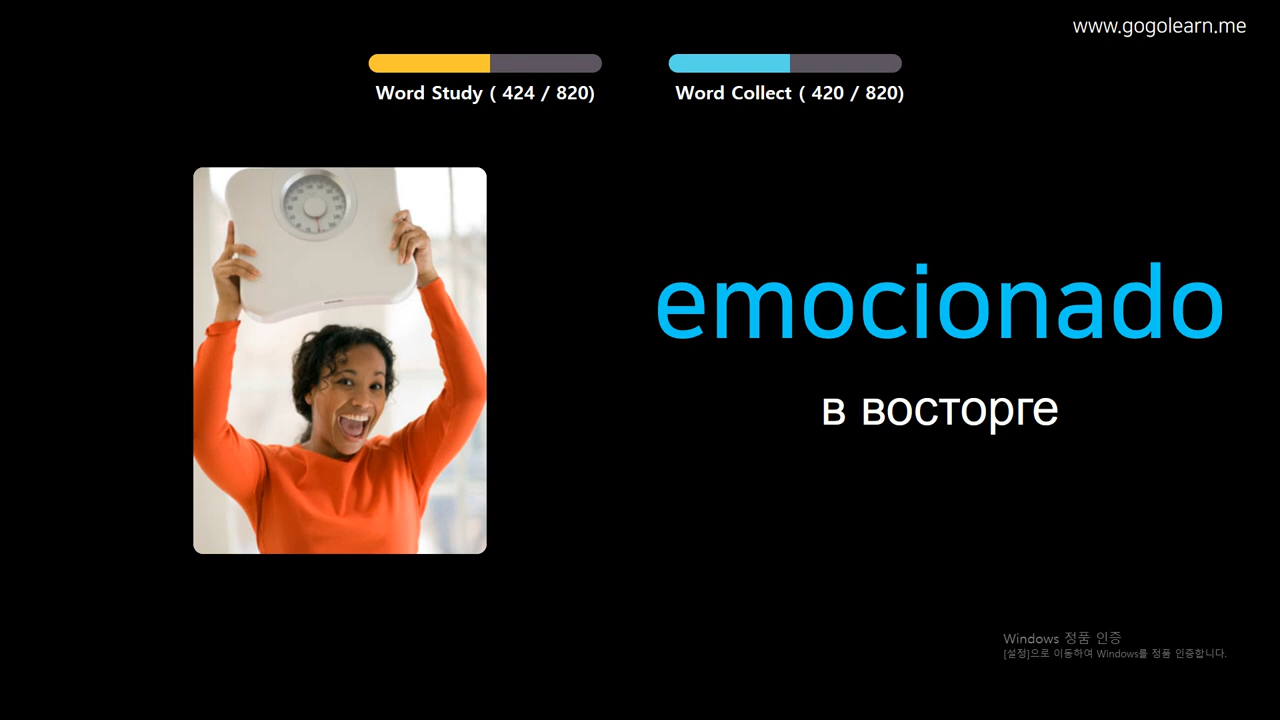 www.gogolearn.me
Word Study ( 424 / 820)
Word Collect ( 420 / 820)
emocionado
в восторге
Windows 정품 인증
[설정]으로 이동하여 Windows를 정품 인증합니다.